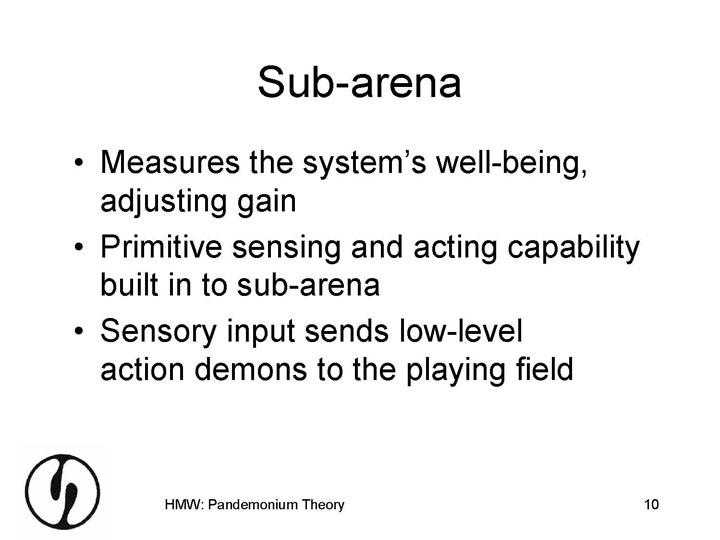 Sub-arena
• Measures the system’s well-being,
adjusting gain
• Primitive sensing and acting capability
built in to sub-arena
• Sensory input sends low-level
action demons to the playing field
HMW: Pandemonium Theory
10